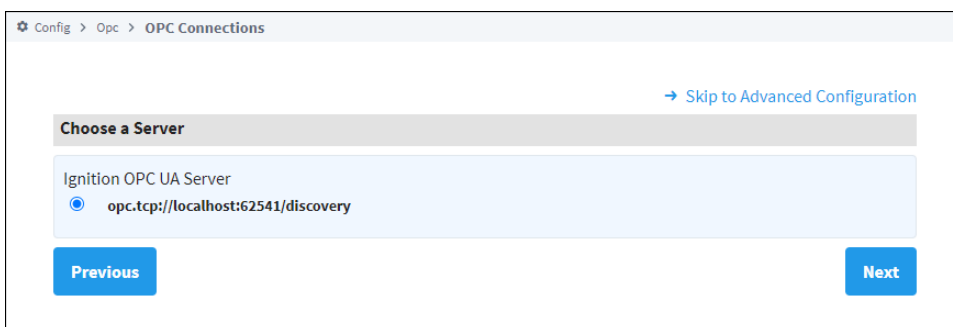 Config > Opc > OPC Connections
→ Skip to Advanced Configuration
Choose a Server
Ignition OPC UA Server
opc.tcp://localhost:62541/discovery
Previous
Next